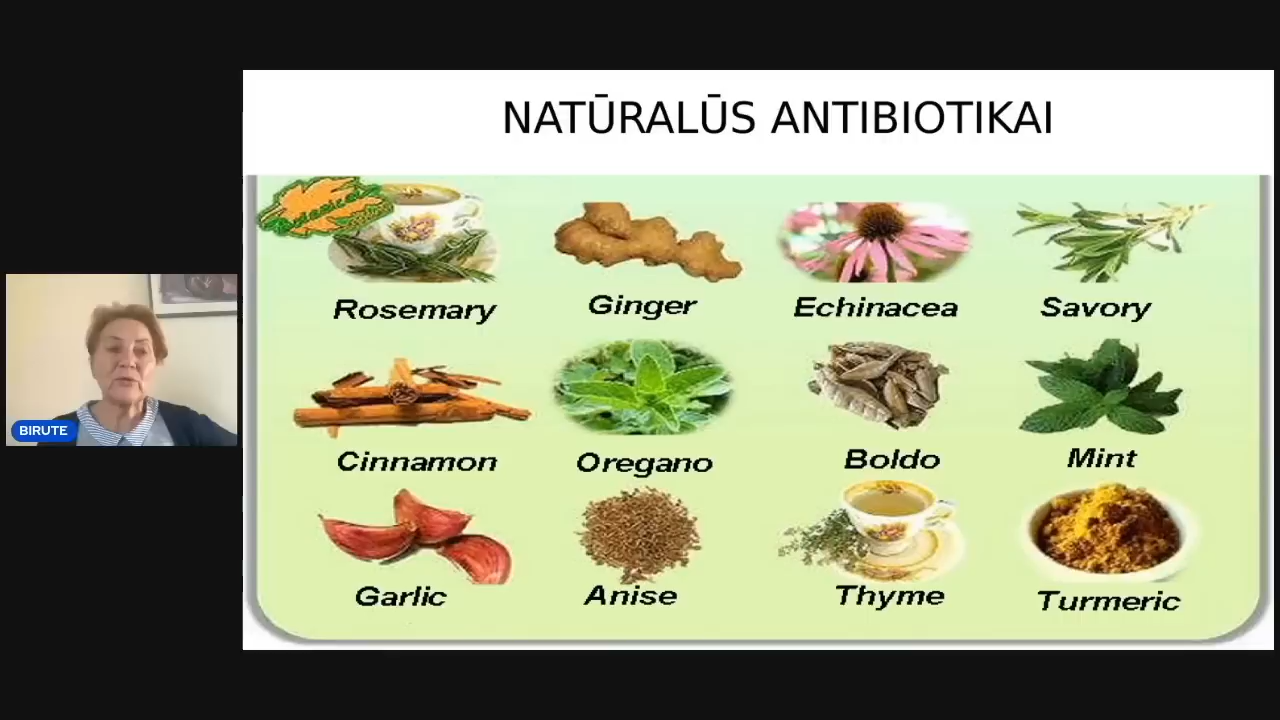 NATŪRALŪS ANTIBIOTIKAI
Rosemary Ginger Echinacea Savory
Cinnamon Oregano Boldo Mint
Garlic Anise Thyme Turmeric
BIRUTE